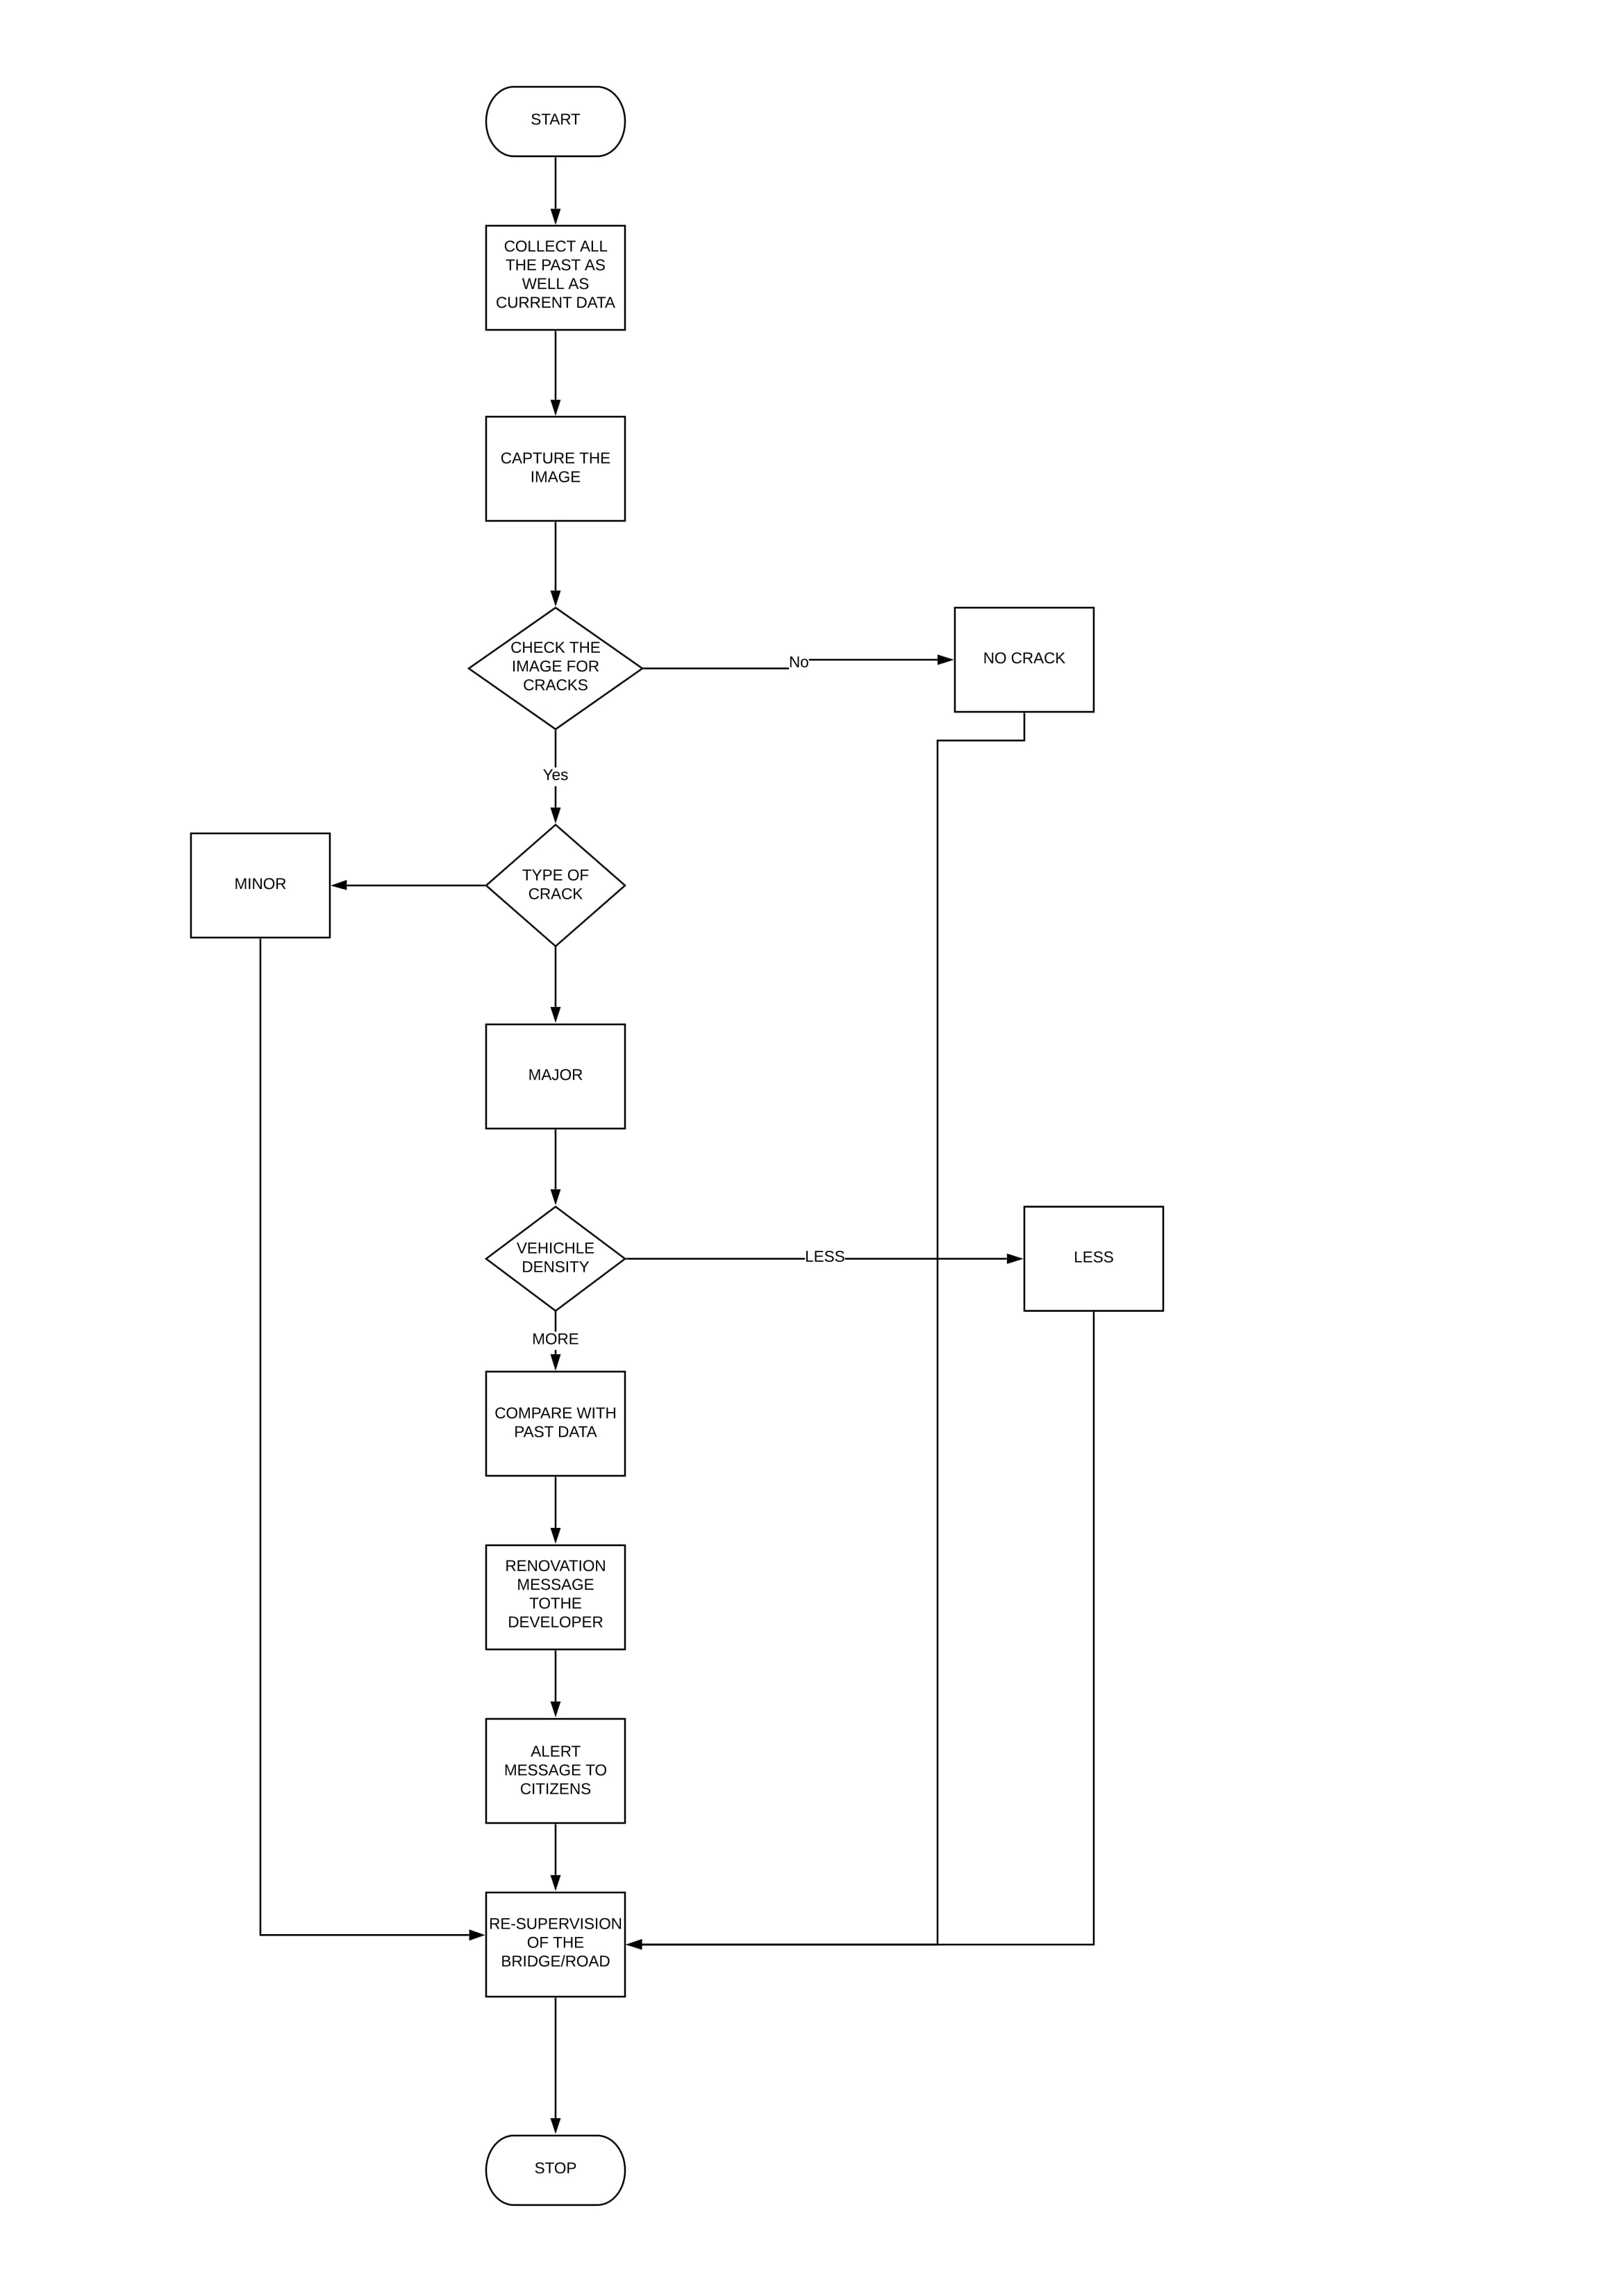 START
COLLECT ALL
THE PAST AS
WELL AS
CURRENT DATA
CAPTURE THE
IMAGE
CHECK THE
IMAGE FOR
CRACKS
No
NO CRACK
Yes
MINOR
TYPE OF
CRACK
MAJOR
VEHICHLE
DENSITY
LESS
LESS
MORE
COMPARE WITH
PAST DATA
RENOVATION
MESSAGE
TOTHE
DEVELOPER
ALERT
MESSAGE TO
CITIZENS
RE-SUPERVISION
OF THE
BRIDGE/ROAD
STOP